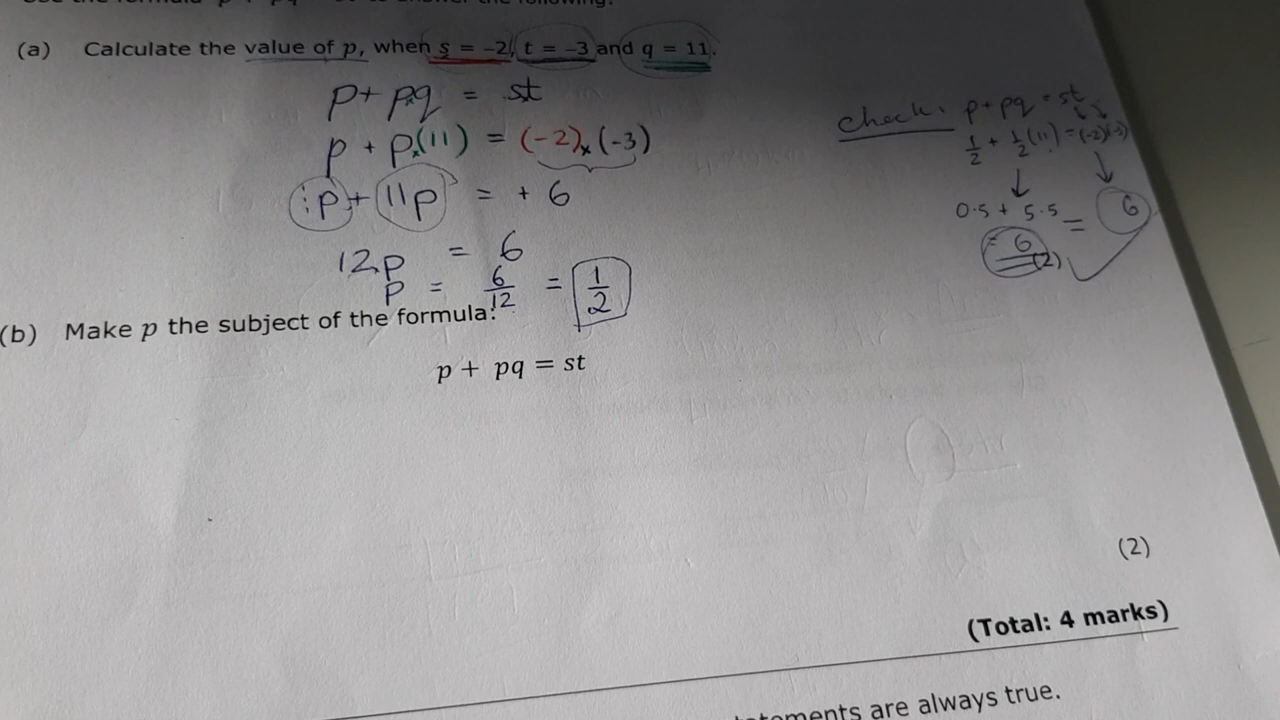 (a) Calculate the value of p, when s = -2, t = -3 and q = 11.
p + pq = st
p + p×(11) = (-2)×(-3)
p + 11p = + 6
12p = 6
p = 6/12 = 1/2
check: p + pq = st
1/2 + 1/2(11) = (-2)(-3)
0.5 + 5.5 = 6
= 6
(2)
(b) Make p the subject of the formula:
p + pq = st
(2)
(Total: 4 marks)
are always true.